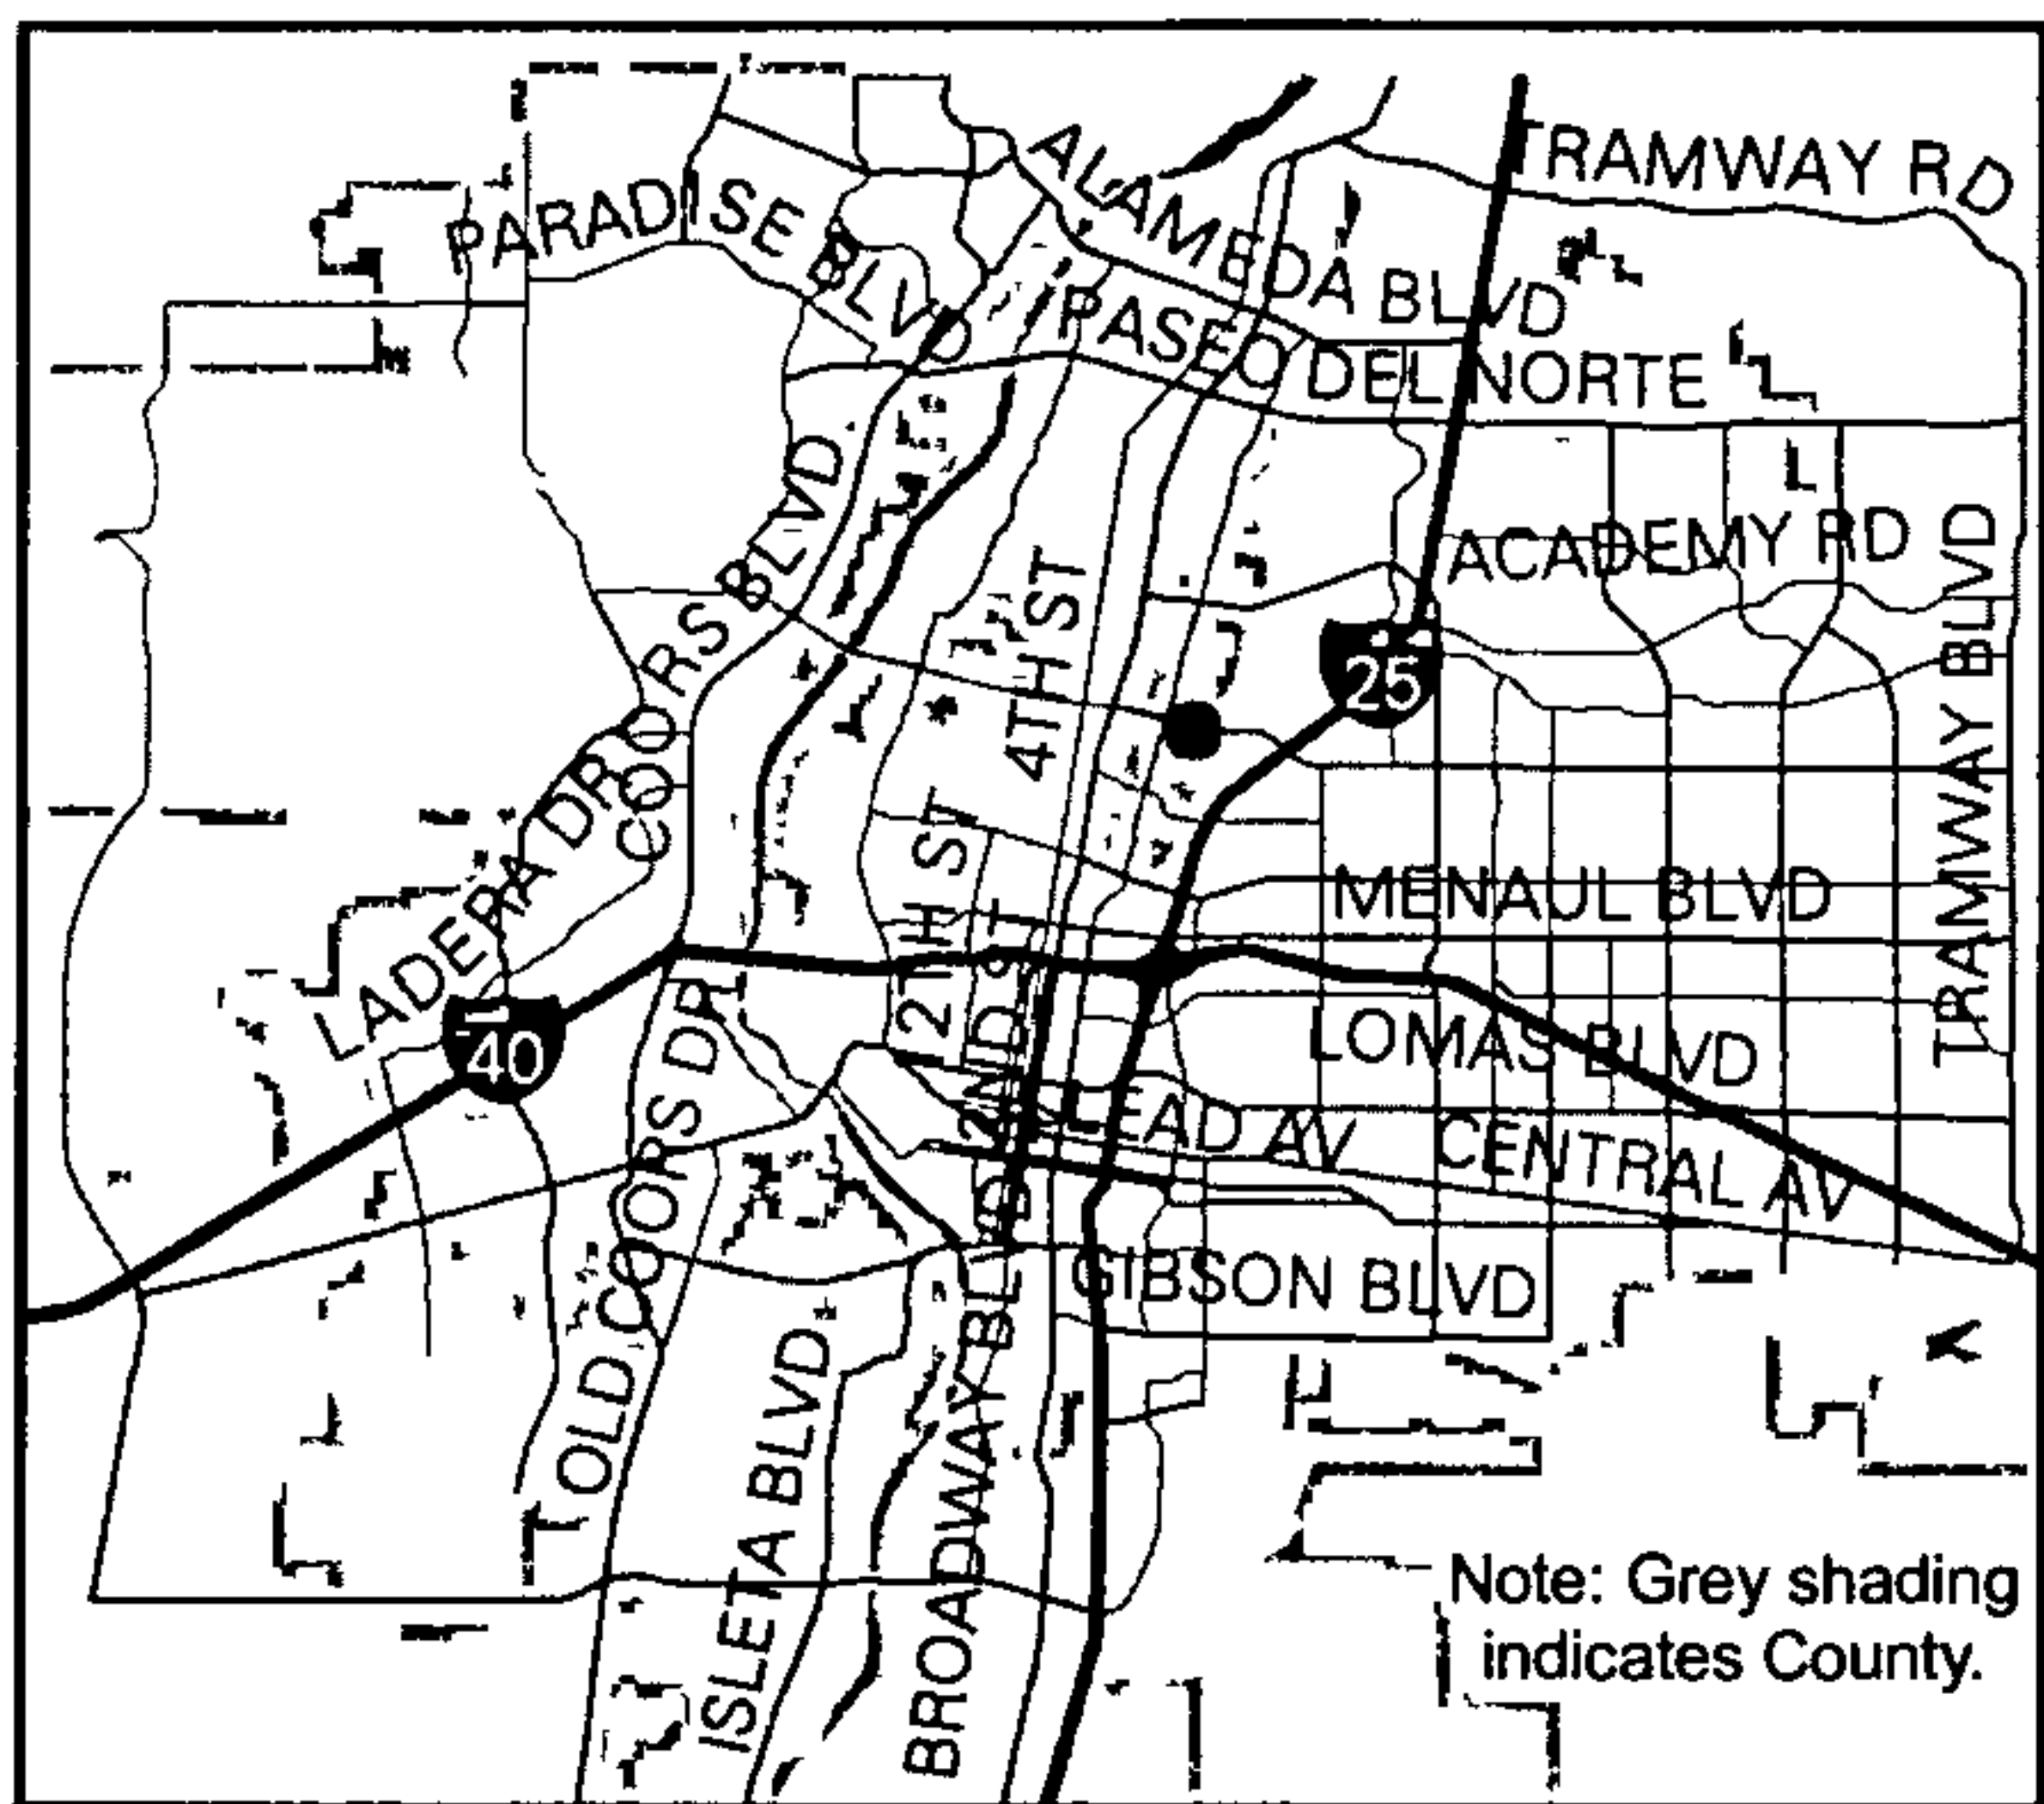 TRAMWAY RD
ALAMEDA BLVD
PARADISE BLVD
PASEO DEL NORTE
ACADEMY RD
TRAMWAY BLVD
COORS BLVD
4TH ST
25
LADERA DR
12TH ST
MENAUL BLVD
2ND ST
40
LOMAS BLVD
LEAD AV
CENTRAL AV
OLD COORS DR
GIBSON BLVD
ISLETA BLVD
BROADWAY BLVD
Note: Grey shading
indicates County.